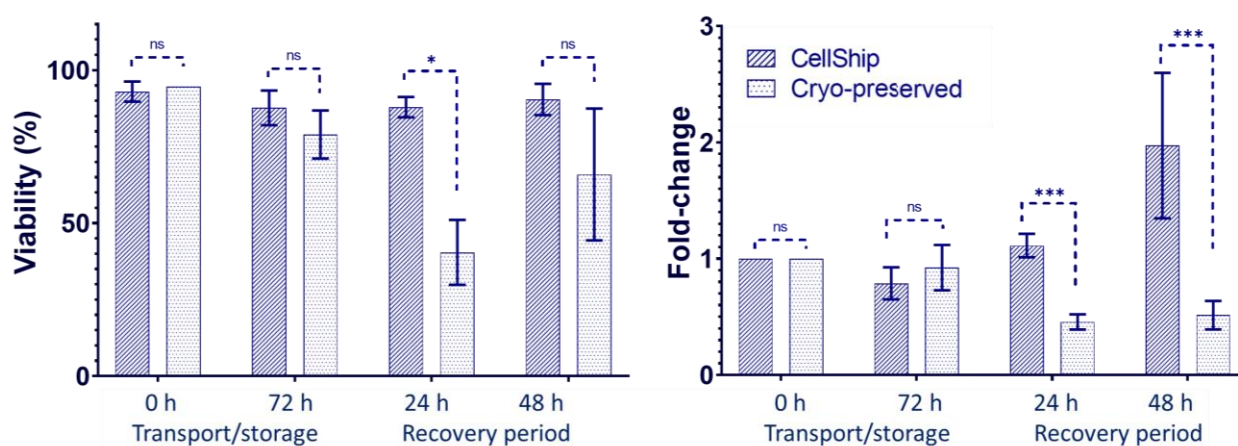 Viability (%)
100
50
0
ns
ns
*
ns
0 h
72 h
24 h
48 h
Transport/storage
Recovery period
Fold-change
3
2
1
0
CellShip
Cryo-preserved
ns
ns
***
***
0 h
72 h
24 h
48 h
Transport/storage
Recovery period